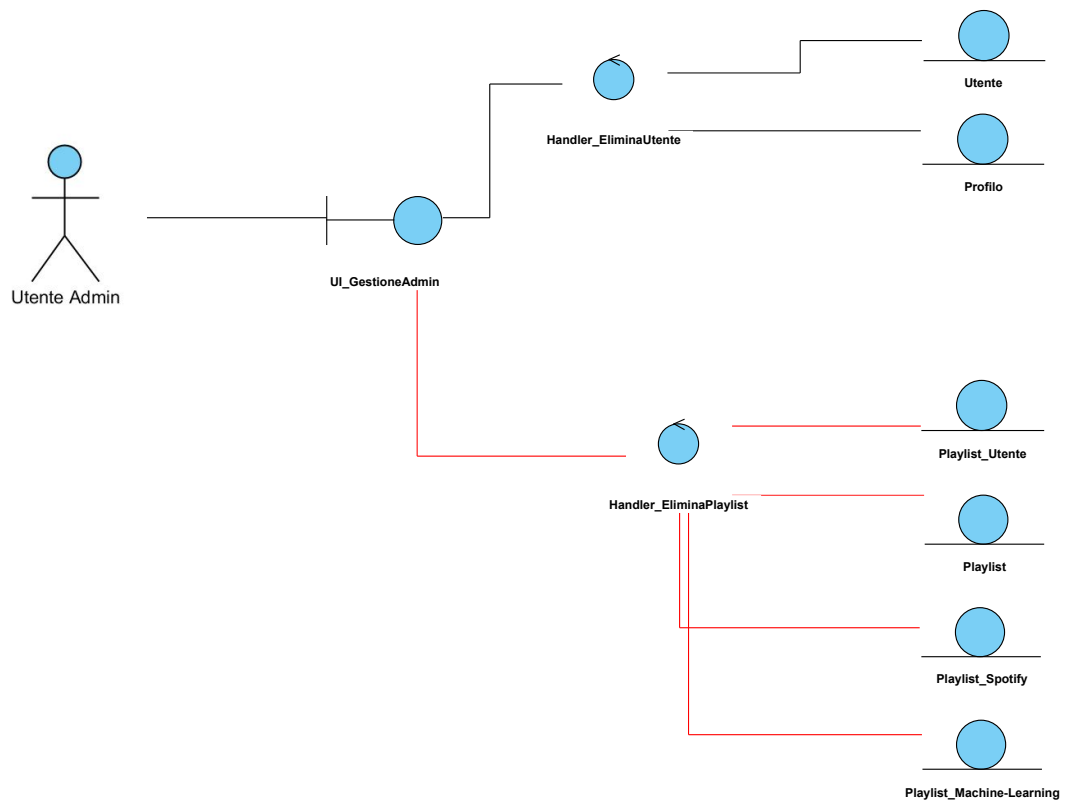 Utente
Handler_EliminaUtente
Profilo
UI_GestioneAdmin
Utente Admin
Playlist_Utente
Handler_EliminaPlaylist
Playlist
Playlist_Spotify
Playlist_Machine-Learning